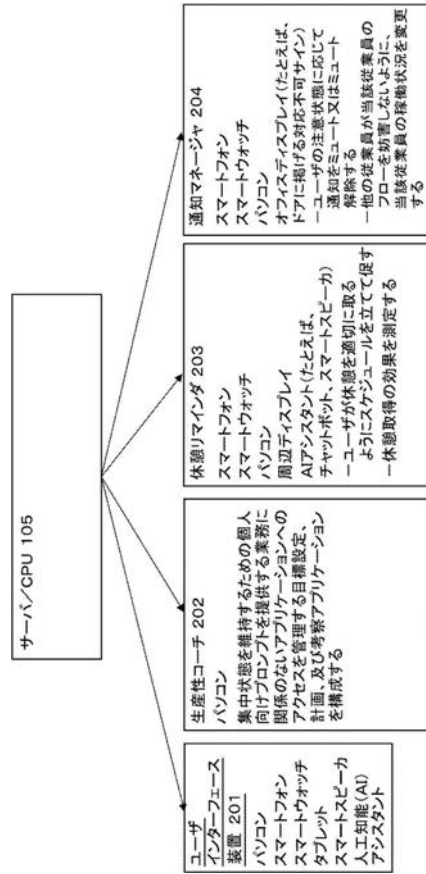 サーバ／CPU 105
ユーザ
インターフェース
装置 201
パソコン
スマートフォン
スマートウォッチ
タブレット
スマートスピーカ
人工知能(AI)
アシスタント
生産性コーチ 202
パソコン
集中状態を維持するための個人
向けプロンプトを提供する業務に
関係のないアプリケーションへの
アクセスを管理する目標設定、
計画、及び考察アプリケーション
を構成する
休憩リマインダ 203
スマートフォン
スマートウォッチ
パソコン
周辺ディスプレイ
AIアシスタント(たとえば、
チャットボット、スマートスピーカ)
－ユーザが休憩を適切に取る
ようにスケジュールを立てて促す
－休憩取得の効果を測定する
通知マネージャ 204
スマートフォン
スマートウォッチ
パソコン
オフィスディスプレイ(たとえば、
ドアに掲げる対応不可サイン)
－ユーザの注意状態に応じて
通知をミュート又はミュート
解除する
－他の従業員が当該従業員の
フローを妨害しないように、
当該従業員の稼働状況を変更
する